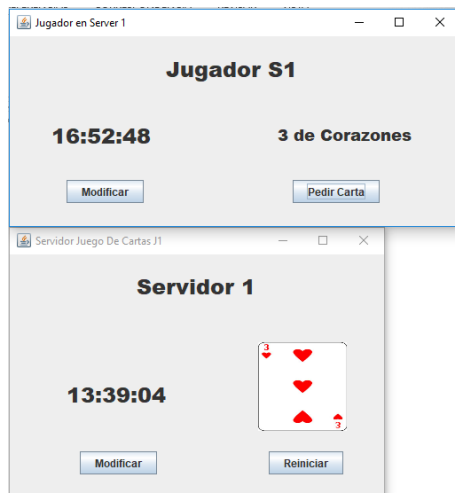 Jugador en Server 1
Jugador S1
16:52:48
3 de Corazones
Modificar
Pedir Carta
Servidor Juego De Cartas J1
Servidor 1
3
13:39:04
3
Modificar
Reiniciar